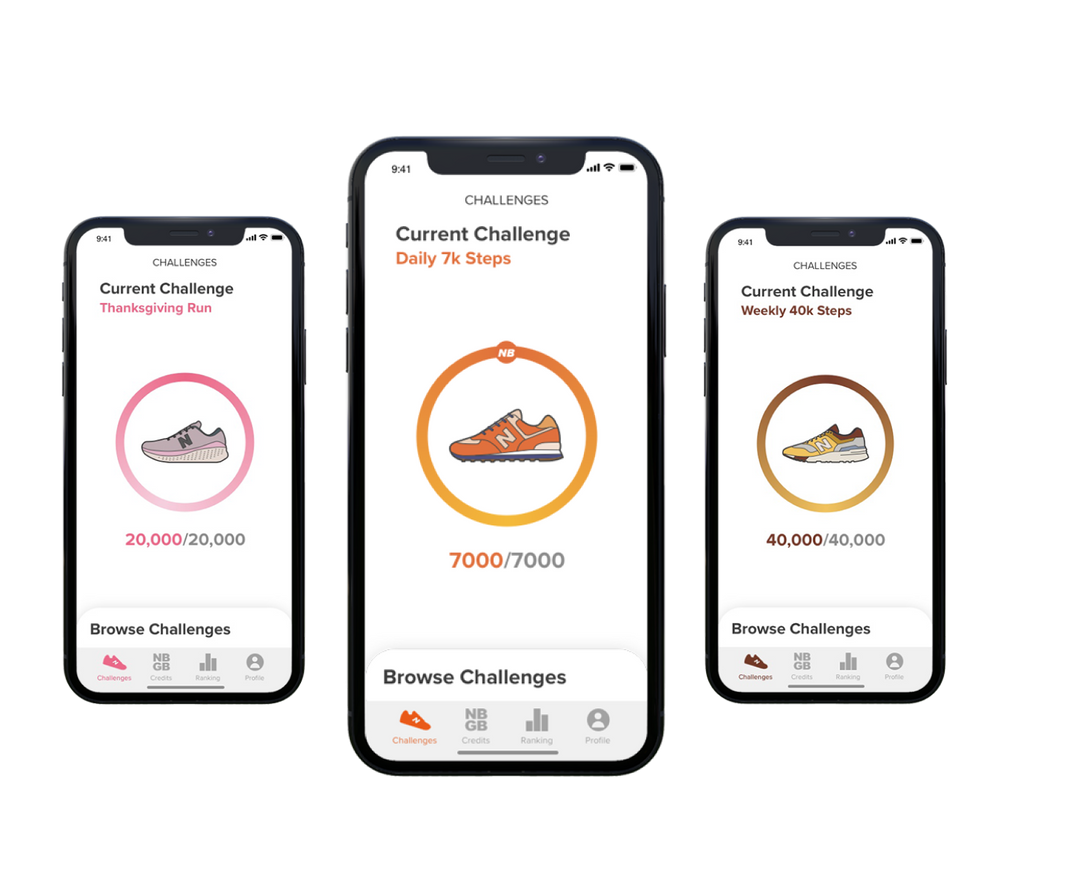 9:41
CHALLENGES
Current Challenge
Thanksgiving Run
N
20,000/20,000
Browse Challenges
N
NB
GB
Challenges Credits Ranking Profile
9:41
CHALLENGES
Current Challenge
Daily 7k Steps
NB
N
7000/7000
Browse Challenges
N
NB
GB
Challenges Credits Ranking Profile
9:41
CHALLENGES
Current Challenge
Weekly 40k Steps
N
40,000/40,000
Browse Challenges
N
NB
GB
Challenges Credits Ranking Profile